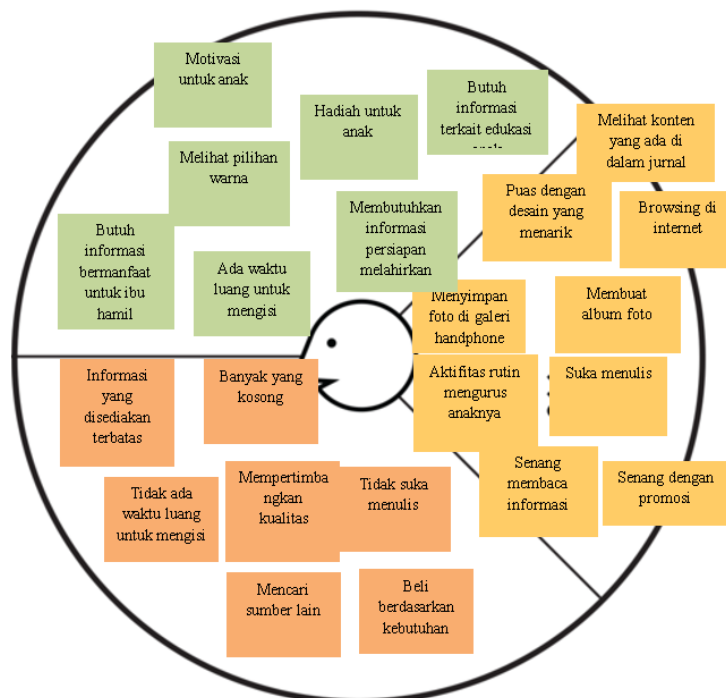 Motivasi
untuk anak
Hadiah untuk
anak
Butuh
informasi
terkait edukasi
Melihat pilihan
warna
Membutuhkan
informasi
persiapan
melahirkan
Butuh
informasi
bermanfaat
untuk ibu
hamil
Ada waktu
luang untuk
mengisi
Melihat konten
yang ada di
dalam jurnal
Puas dengan
desain yang
menarik
Browsing di
internet
Menyimpan
foto di galeri
handphone
Membuat
album foto
Aktifitas rutin
mengurus
anaknya
Suka menulis
Senang
membaca
informasi
Senang dengan
promosi
Informasi
yang
disediakan
terbatas
Banyak yang
kosong
Tidak ada
waktu luang
untuk mengisi
Mempertimba
ngkan
kualitas
Tidak suka
menulis
Mencari
sumber lain
Beli
berdasarkan
kebutuhan